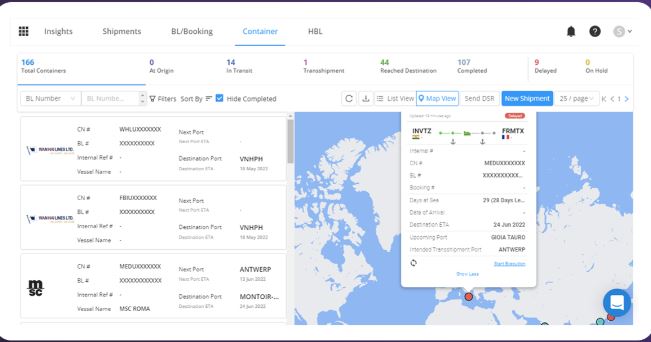 Insights Shipments BL/Booking Container HBL
S
166 0 14 1 44 107 9 0
Total Containers At Origin In Transit Transshipment Reached Destination Completed Delayed On Hold
BL Number BL Numbe... Filters Sort By Hide Completed List View Map View Send DSR New Shipment 25 / page K < 1 >
CN # WHLUXXXXXXX Next Port -
BL # XXXXXXXXXX Next Port ETA -
WAN HAI LINES LTD.
Internal Ref # - Destination Port VNHPH
Vessel Name - Destination ETA 10 May 2022
CN # FBIUXXXXXXX Next Port -
BL # XXXXXXXXXX Next Port ETA -
WAN HAI LINES LTD.
Internal Ref # - Destination Port VNHPH
Vessel Name - Destination ETA 10 May 2022
CN # MEDUXXXXXXX Next Port ANTWERP
BL # XXXXXXXXXXXX Next Port ETA 13 Jun 2022
msc
Internal Ref # - Destination Port MONTOIR-...
Vessel Name MSC ROMA Destination ETA 24 Jun 2022
Updated 14 minutes ago Delayed
INVTZ FRMTX
Internal # -
CN # MEDUXXXXXXX
BL # XXXXXXXXXX...
Booking # -
Days at Sea 29 (28 Days Le...
Date of Arrival -
Destination ETA 24 Jun 2022
Upcoming Port GIOIA TAURO
Intended Transshipment Port ANTWERP
Start Execution
Show Less